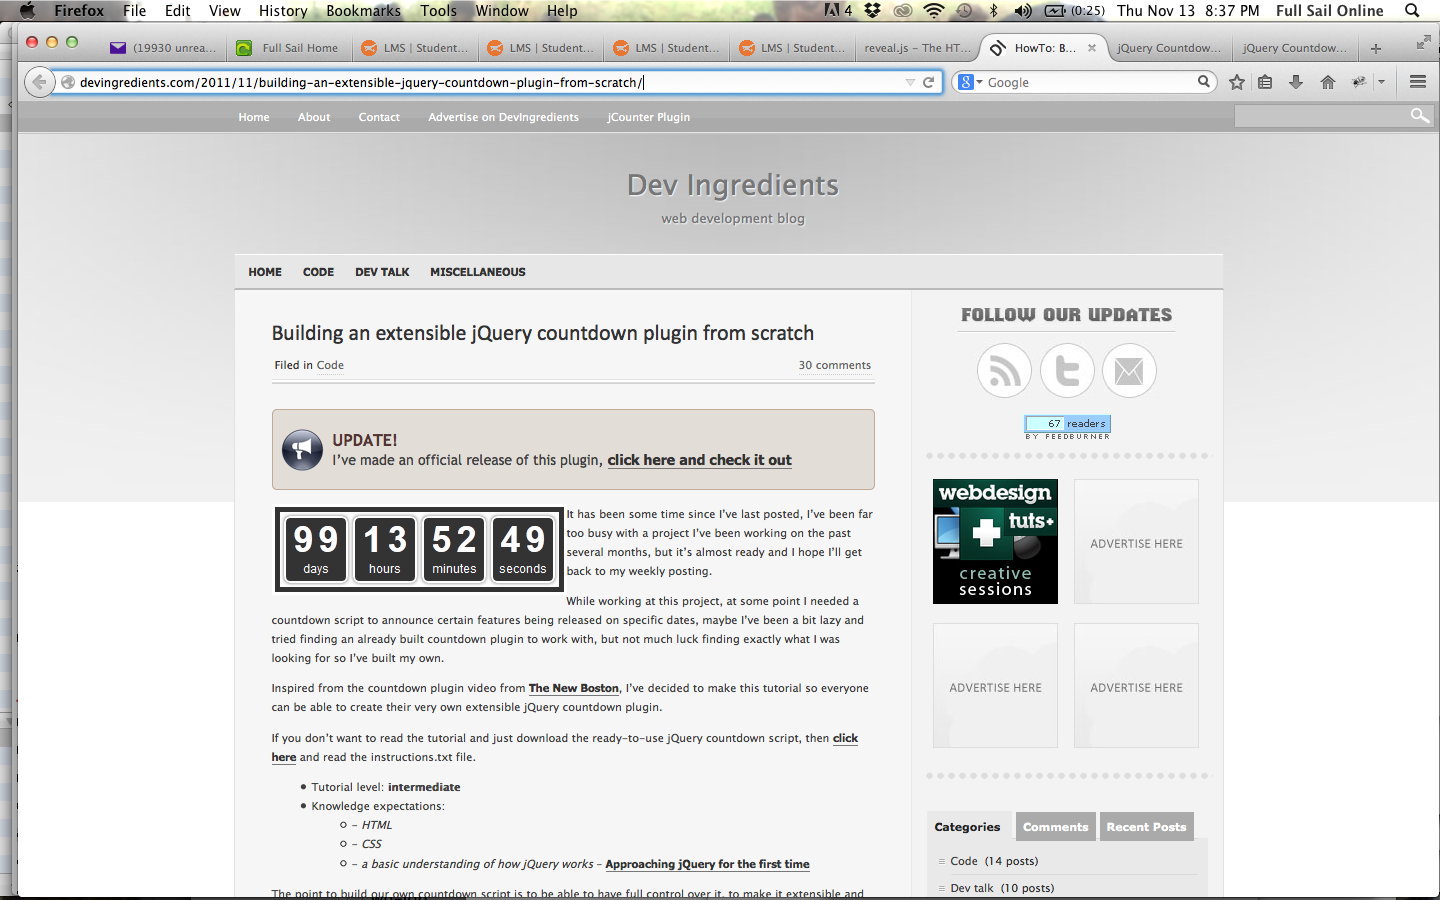 Firefox File Edit View History Bookmarks Tools Window Help 4 (0:25) Thu Nov 13 8:37 PM Full Sail Online
(19930 unrea... Full Sail Home LMS | Student... LMS | Student... LMS | Student... LMS | Student... reveal.js – The HT... HowTo: B... jQuery Countdow... jQuery Countdow...
devingredients.com/2011/11/building-an-extensible-jquery-countdown-plugin-from-scratch/ Google
Home About Contact Advertise on DevIngredients jCounter Plugin
Dev Ingredients
web development blog
HOME CODE DEV TALK MISCELLANEOUS
Building an extensible jQuery countdown plugin from scratch
Filed in Code 30 comments
UPDATE!
I've made an official release of this plugin, click here and check it out
99 13 52 49
days hours minutes seconds
It has been some time since I've last posted, I've been far
too busy with a project I've been working on the past
several months, but it's almost ready and I hope I'll get
back to my weekly posting.
While working at this project, at some point I needed a
countdown script to announce certain features being released on specific dates, maybe I've been a bit lazy and
tried finding an already built countdown plugin to work with, but not much luck finding exactly what I was
looking for so I've built my own.
Inspired from the countdown plugin video from The New Boston, I've decided to make this tutorial so everyone
can be able to create their very own extensible jQuery countdown plugin.
If you don't want to read the tutorial and just download the ready-to-use jQuery countdown script, then click
here and read the instructions.txt file.
Tutorial level: intermediate
Knowledge expectations:
– HTML
– CSS
– a basic understanding of how jQuery works – Approaching jQuery for the first time
The point to build our own countdown script is to be able to have full control over it, to make it extensible and
FOLLOW OUR UPDATES
67 readers
BY FEEDBURNER
webdesign
tuts+
creative
sessions
ADVERTISE HERE
ADVERTISE HERE
ADVERTISE HERE
Categories Comments Recent Posts
Code (14 posts)
Dev talk (10 posts)